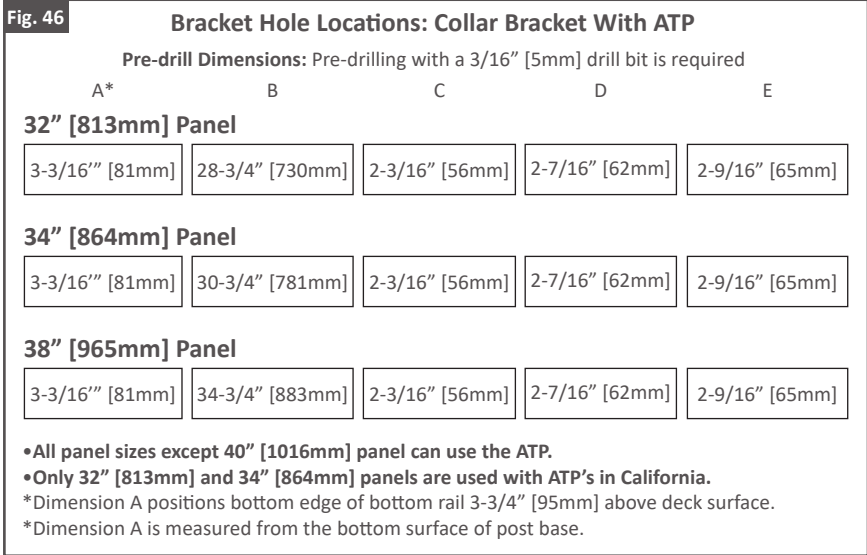 Fig. 46
Bracket Hole Locations: Collar Bracket With ATP
Pre-drill Dimensions: Pre-drilling with a 3/16” [5mm] drill bit is required
A* B C D E
32” [813mm] Panel
3-3/16’” [81mm] 28-3/4” [730mm] 2-3/16” [56mm] 2-7/16” [62mm] 2-9/16” [65mm]
34” [864mm] Panel
3-3/16’” [81mm] 30-3/4” [781mm] 2-3/16” [56mm] 2-7/16” [62mm] 2-9/16” [65mm]
38” [965mm] Panel
3-3/16’” [81mm] 34-3/4” [883mm] 2-3/16” [56mm] 2-7/16” [62mm] 2-9/16” [65mm]
•All panel sizes except 40” [1016mm] panel can use the ATP.
•Only 32” [813mm] and 34” [864mm] panels are used with ATP’s in California.
*Dimension A positions bottom edge of bottom rail 3-3/4” [95mm] above deck surface.
*Dimension A is measured from the bottom surface of post base.